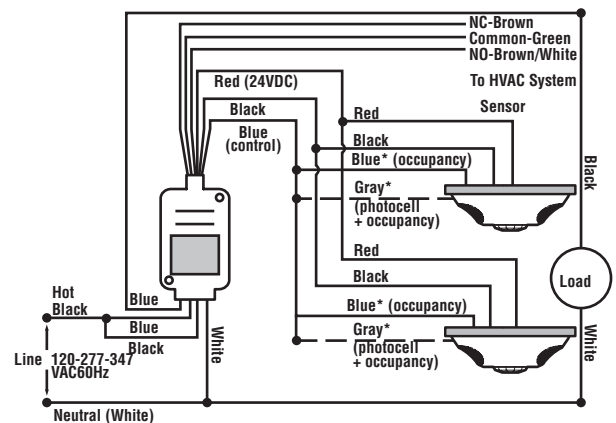 NC-Brown
Common-Green
NO-Brown/White
To HVAC System
Red (24VDC)
Black
Blue
(control)
Sensor
Red
Black
Blue* (occupancy)
Gray*
(photocell
+ occupancy)
Black
Red
Black
Blue* (occupancy)
Gray*
(photocell
+ occupancy)
Load
White
Hot
Black
Blue
Blue
Black
White
Line 120-277-347
VAC60Hz
Neutral (White)